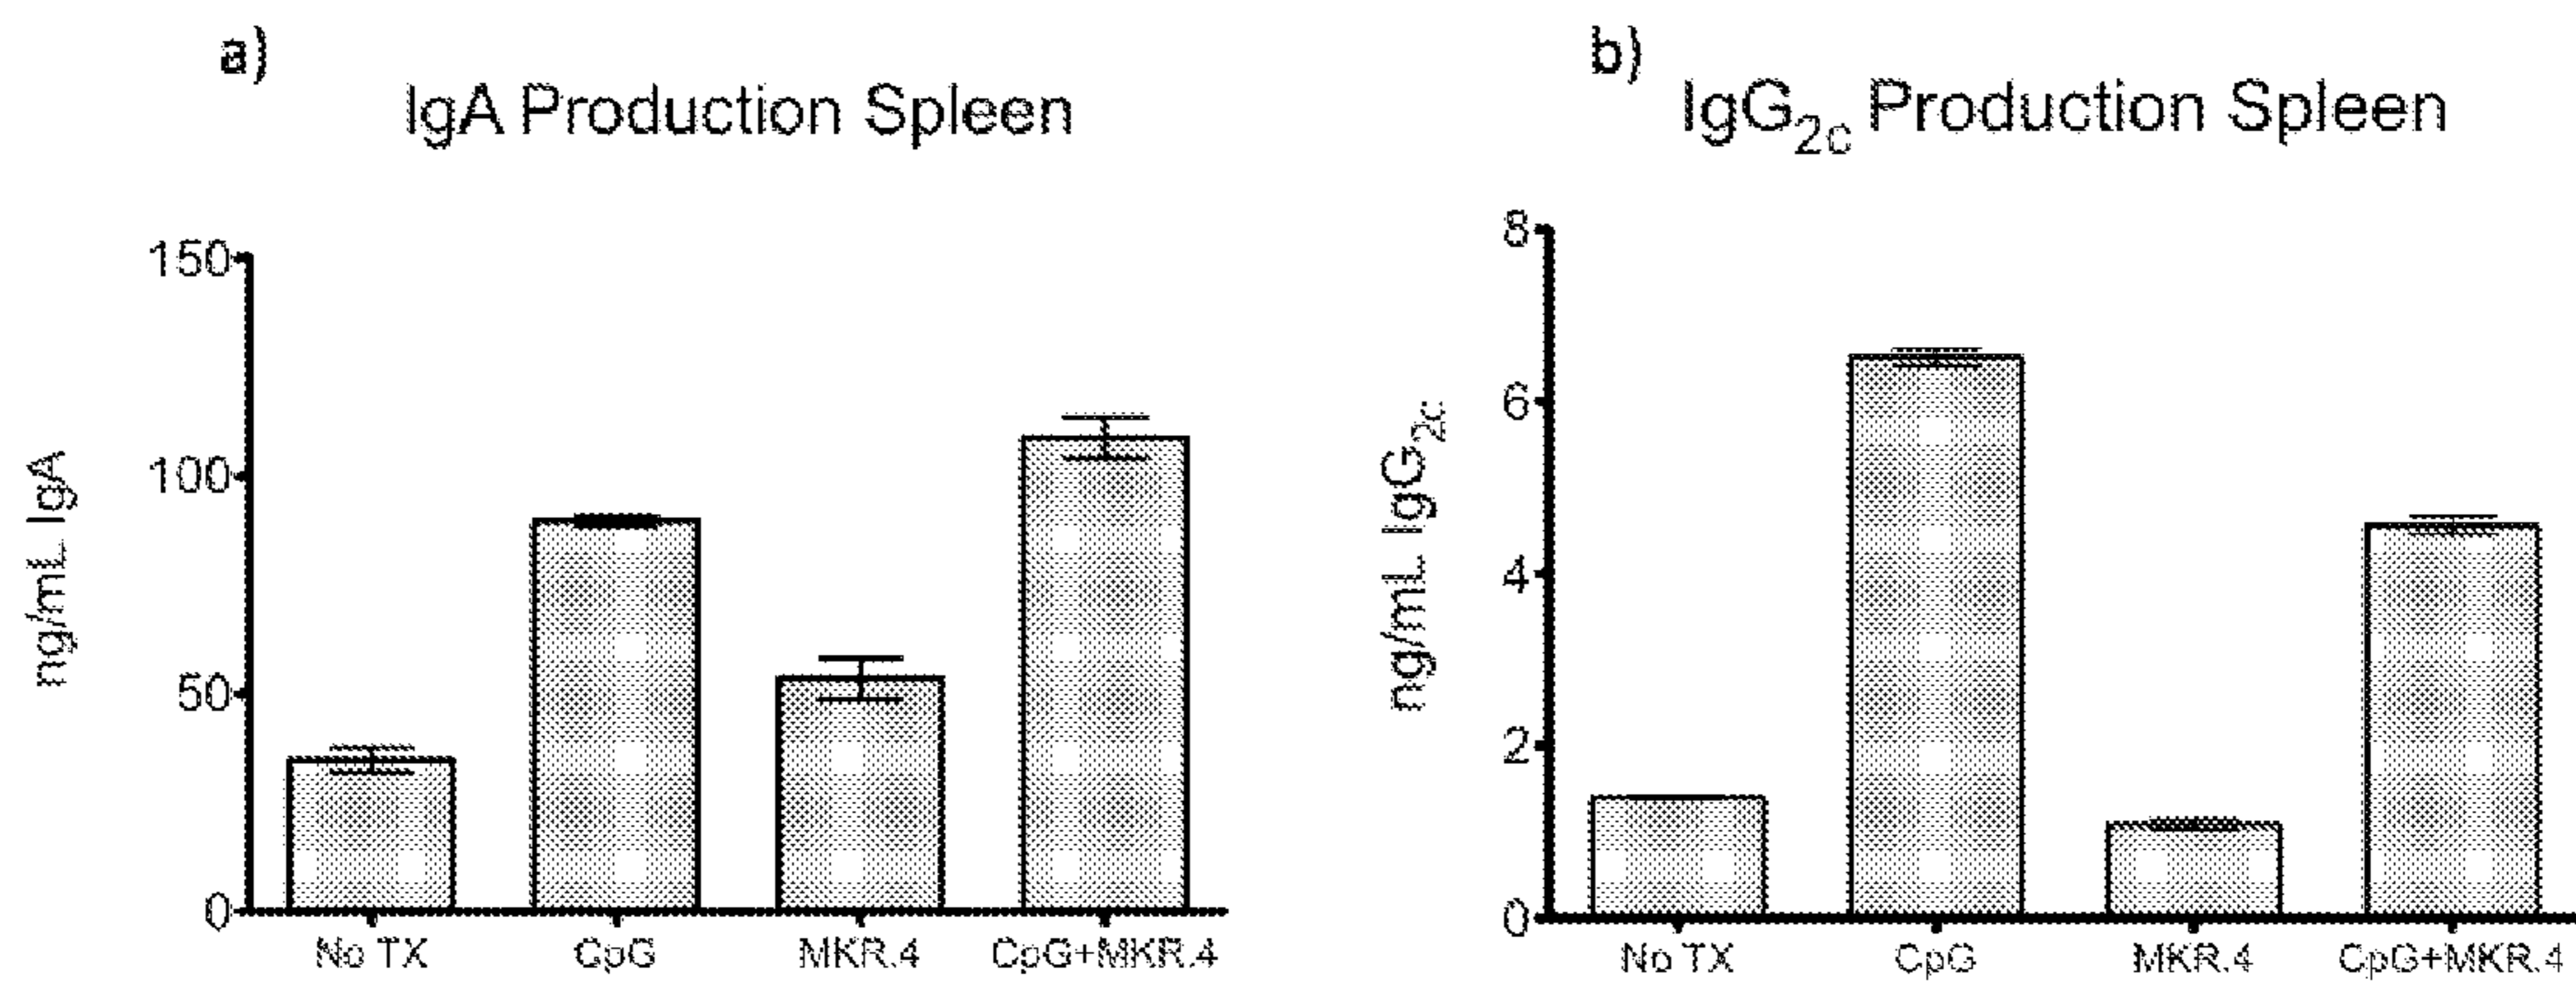 a)
IgA Production Spleen
ng/mL IgA
150
100
50
0
No TX CpG MKR.4 CpG+MKR.4
b)
IgG2c Production Spleen
ng/mL IgG2c
8
6
4
2
0
No TX CpG MKR.4 CpG+MKR.4